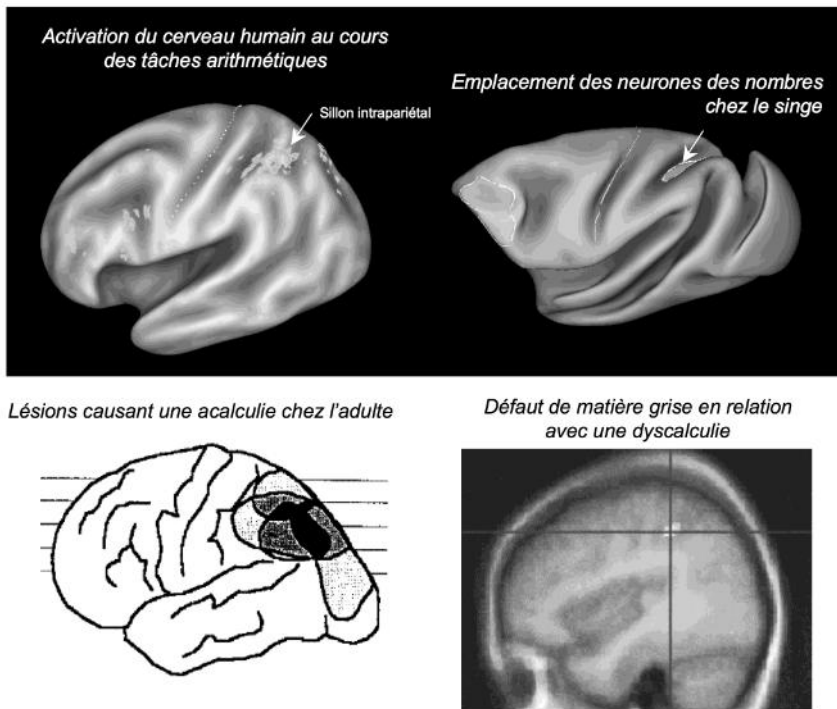 Activation du cerveau humain au cours
des tâches arithmétiques
Sillon intrapariétal
Emplacement des neurones des nombres
chez le singe
Lésions causant une acalculie chez l'adulte
Défaut de matière grise en relation
avec une dyscalculie